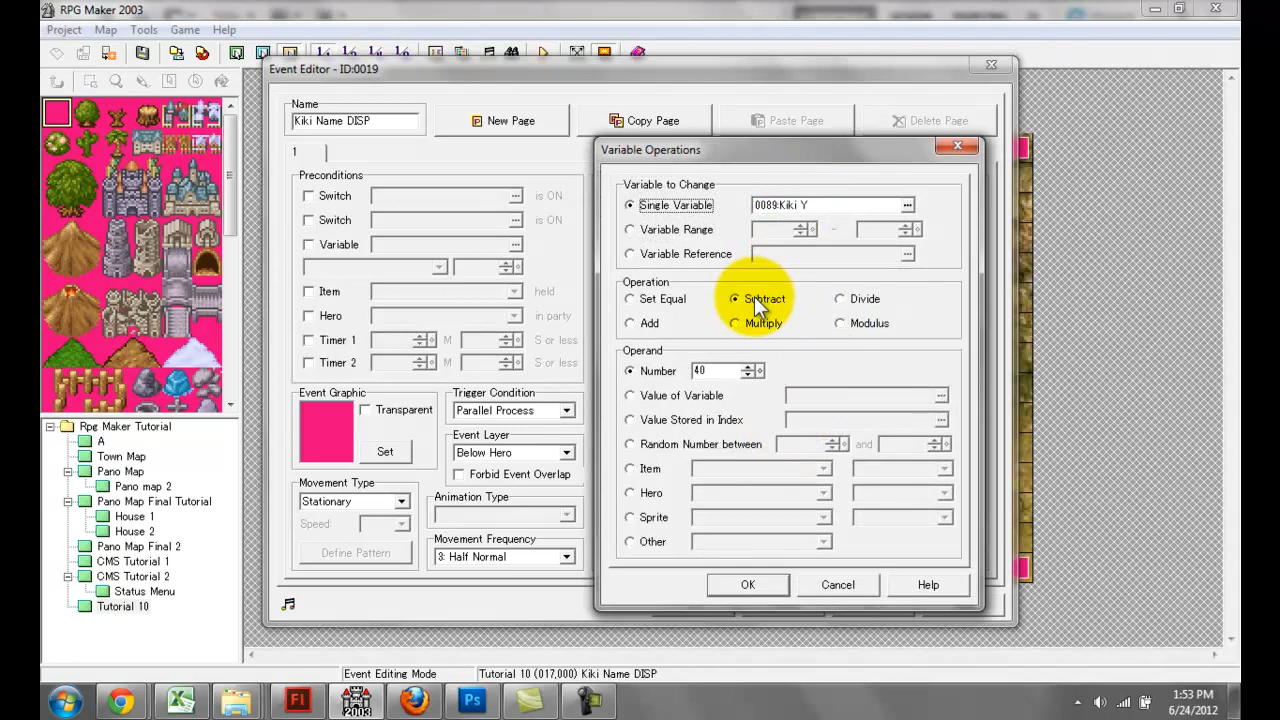 RPG Maker 2003
Project Map Tools Game Help
Event Editor - ID:0019
Name
Kiki Name DISP
New Page
Copy Page
Paste Page
Delete Page
1
Preconditions
Switch
is ON
Switch
is ON
Variable
Item
held
Hero
in party
Timer 1
M
S or less
Timer 2
M
S or less
Event Graphic
Transparent
Set
Trigger Condition
Parallel Process
Event Layer
Below Hero
Forbid Event Overlap
Movement Type
Stationary
Speed:
Define Pattern
Animation Type
Movement Frequency
3: Half Normal
Variable Operations
Variable to Change
Single Variable
0089:Kiki Y
Variable Range
-
Variable Reference
Operation
Set Equal
Subtract
Divide
Add
Multiply
Modulus
Operand
Number
40
Value of Variable
Value Stored in Index
Random Number between
and
Item
Hero
Sprite
Other
OK
Cancel
Help
Rpg Maker Tutorial
A
Town Map
Pano Map
Pano map 2
Pano Map Final Tutorial
House 1
House 2
Pano Map Final 2
CMS Tutorial 1
CMS Tutorial 2
Status Menu
Tutorial 10
Event Editing Mode
Tutorial 10 (017,000) Kiki Name DISP
Fl
2003
Ps
1:53 PM
6/24/2012